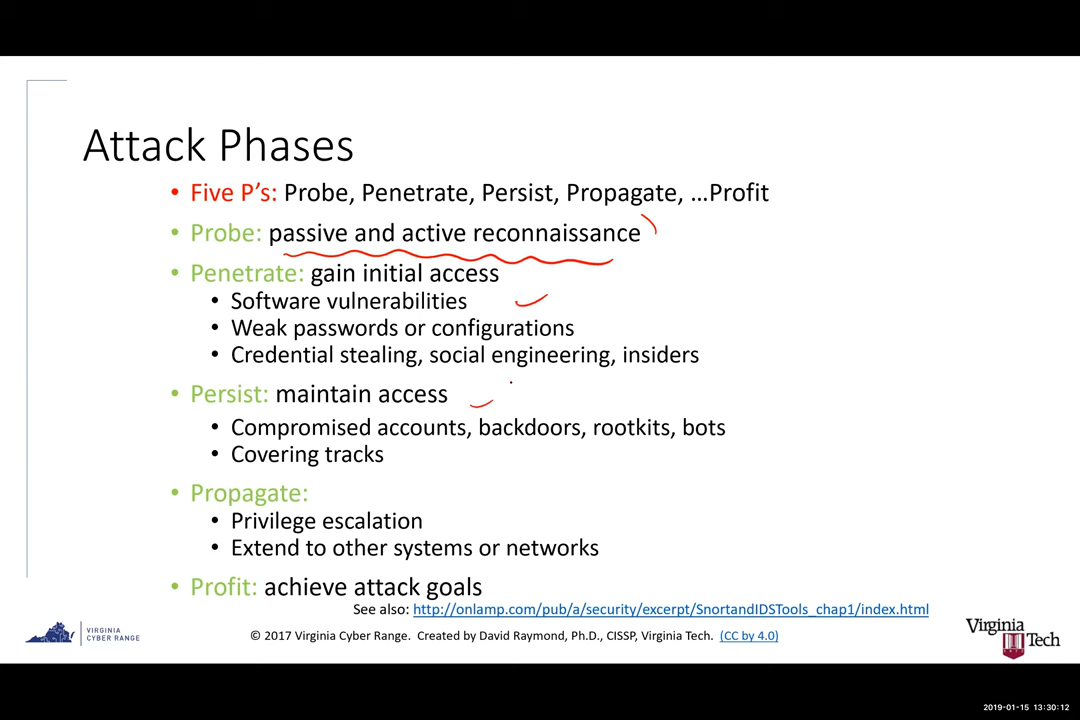 Attack Phases
• Five P’s: Probe, Penetrate, Persist, Propagate, …Profit
• Probe: passive and active reconnaissance
• Penetrate: gain initial access
• Software vulnerabilities
• Weak passwords or configurations
• Credential stealing, social engineering, insiders
• Persist: maintain access
• Compromised accounts, backdoors, rootkits, bots
• Covering tracks
• Propagate:
• Privilege escalation
• Extend to other systems or networks
• Profit: achieve attack goals
See also: http://onlamp.com/pub/a/security/excerpt/SnortandIDSTools_chap1/index.html
VIRGINIA
CYBER RANGE
© 2017 Virginia Cyber Range. Created by David Raymond, Ph.D., CISSP, Virginia Tech. (CC by 4.0)
Virginia
Tech
2019-01-15 13:30:12